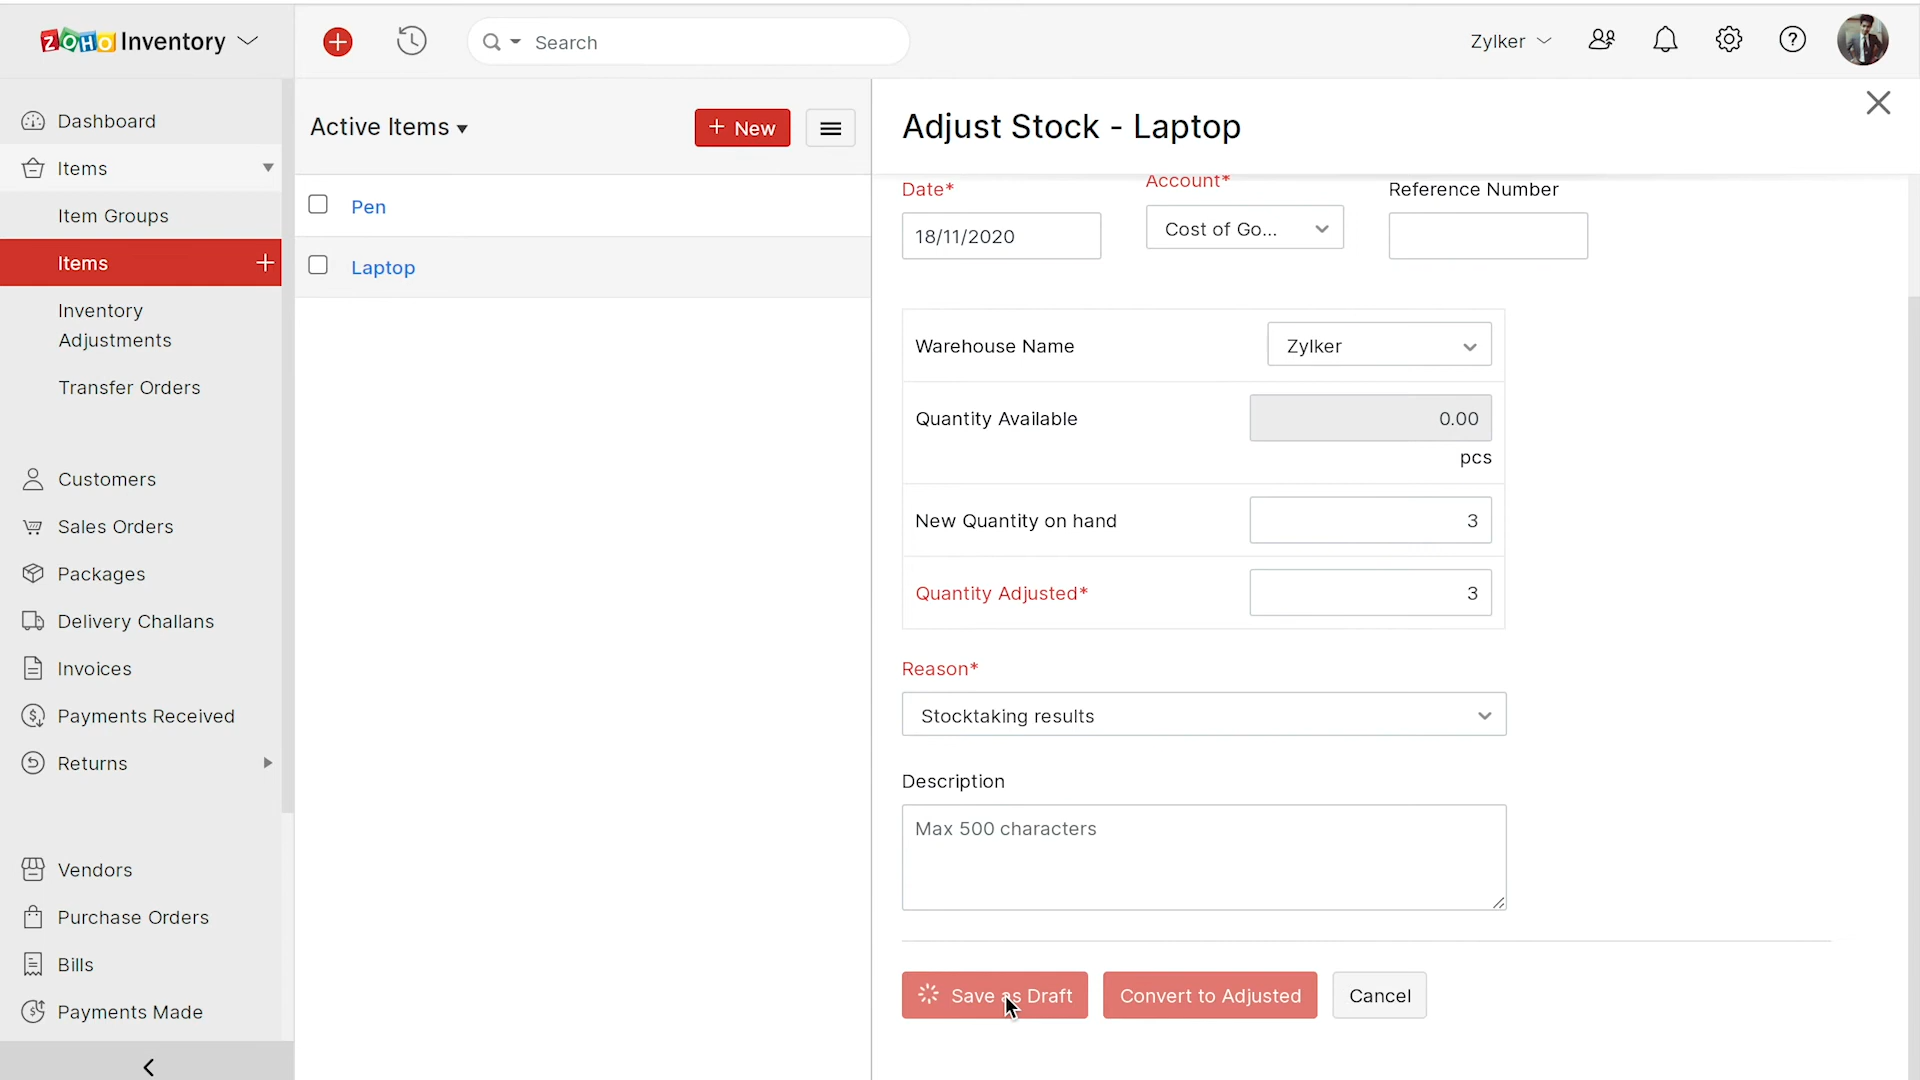 ZOHO Inventory
Search
Zylker
Dashboard
Items
Item Groups
Items
Inventory
Adjustments
Transfer Orders
Customers
Sales Orders
Packages
Delivery Challans
Invoices
Payments Received
Returns
Vendors
Purchase Orders
Bills
Payments Made
Active Items
+ New
Pen
Laptop
Adjust Stock - Laptop
Date*
Account*
Reference Number
18/11/2020
Cost of Go...
Warehouse Name
Zylker
Quantity Available
0.00
pcs
New Quantity on hand
3
Quantity Adjusted*
3
Reason*
Stocktaking results
Description
Max 500 characters
Save as Draft
Convert to Adjusted
Cancel